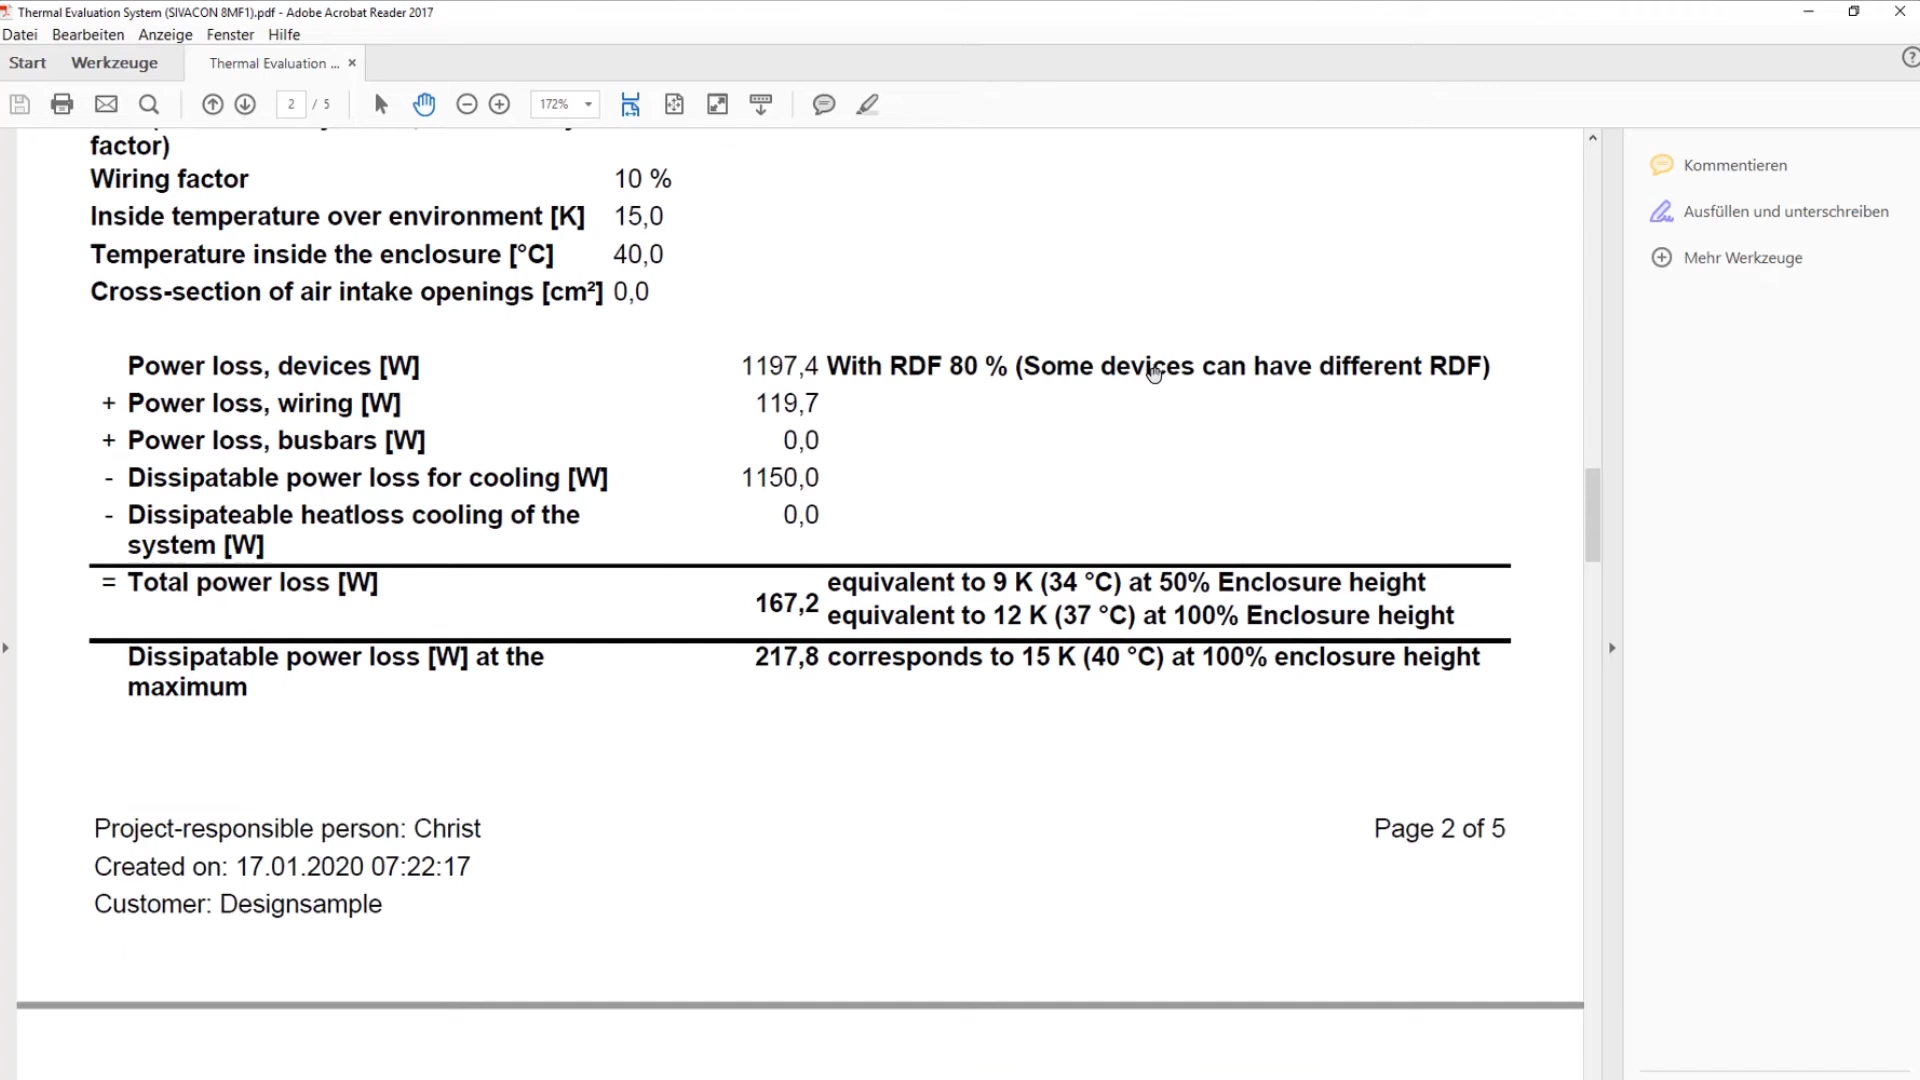 Thermal Evaluation System (SIVACON 8MF1).pdf - Adobe Acrobat Reader 2017
Datei Bearbeiten Anzeige Fenster Hilfe
Start Werkzeuge Thermal Evaluation ... ×
2 / 5 172%
factor)
Wiring factor 10 %
Inside temperature over environment [K] 15,0
Temperature inside the enclosure [°C] 40,0
Cross-section of air intake openings [cm²] 0,0
Power loss, devices [W] 1197,4 With RDF 80 % (Some devices can have different RDF)
+ Power loss, wiring [W] 119,7
+ Power loss, busbars [W] 0,0
- Dissipatable power loss for cooling [W] 1150,0
- Dissipateable heatloss cooling of the 0,0
system [W]
= Total power loss [W] equivalent to 9 K (34 °C) at 50% Enclosure height
167,2 equivalent to 12 K (37 °C) at 100% Enclosure height
Dissipatable power loss [W] at the 217,8 corresponds to 15 K (40 °C) at 100% enclosure height
maximum
Project-responsible person: Christ Page 2 of 5
Created on: 17.01.2020 07:22:17
Customer: Designsample
Kommentieren
Ausfüllen und unterschreiben
Mehr Werkzeuge